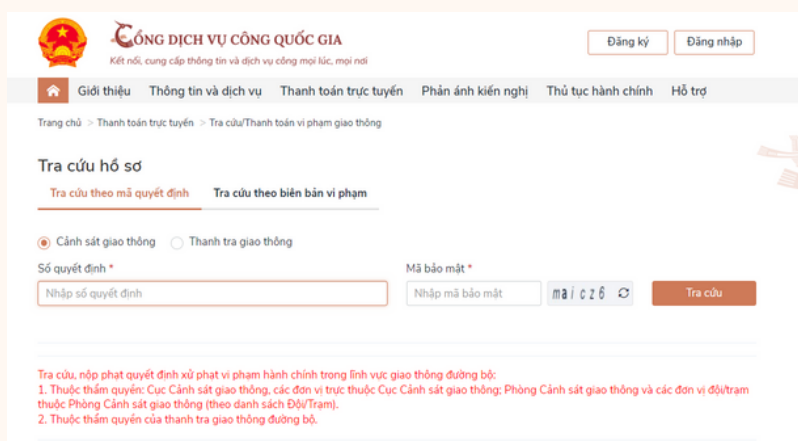 CỔNG DỊCH VỤ CÔNG QUỐC GIA
Kết nối, cung cấp thông tin và dịch vụ công mọi lúc, mọi nơi
Đăng ký
Đăng nhập
Giới thiệu Thông tin và dịch vụ Thanh toán trực tuyến Phản ánh kiến nghị Thủ tục hành chính Hỗ trợ
Trang chủ > Thanh toán trực tuyến > Tra cứu/Thanh toán vi phạm giao thông
Tra cứu hồ sơ
Tra cứu theo mã quyết định Tra cứu theo biên bản vi phạm
Cảnh sát giao thông Thanh tra giao thông
Số quyết định * Mã bảo mật *
Nhập số quyết định Nhập mã bảo mật maicz6 Tra cứu
Tra cứu, nộp phạt quyết định xử phạt vi phạm hành chính trong lĩnh vực giao thông đường bộ:
1. Thuộc thẩm quyền: Cục Cảnh sát giao thông, các đơn vị trực thuộc Cục Cảnh sát giao thông; Phòng Cảnh sát giao thông và các đơn vị đội/trạm
thuộc Phòng Cảnh sát giao thông (theo danh sách Đội/Trạm).
2. Thuộc thẩm quyền của thanh tra giao thông đường bộ.